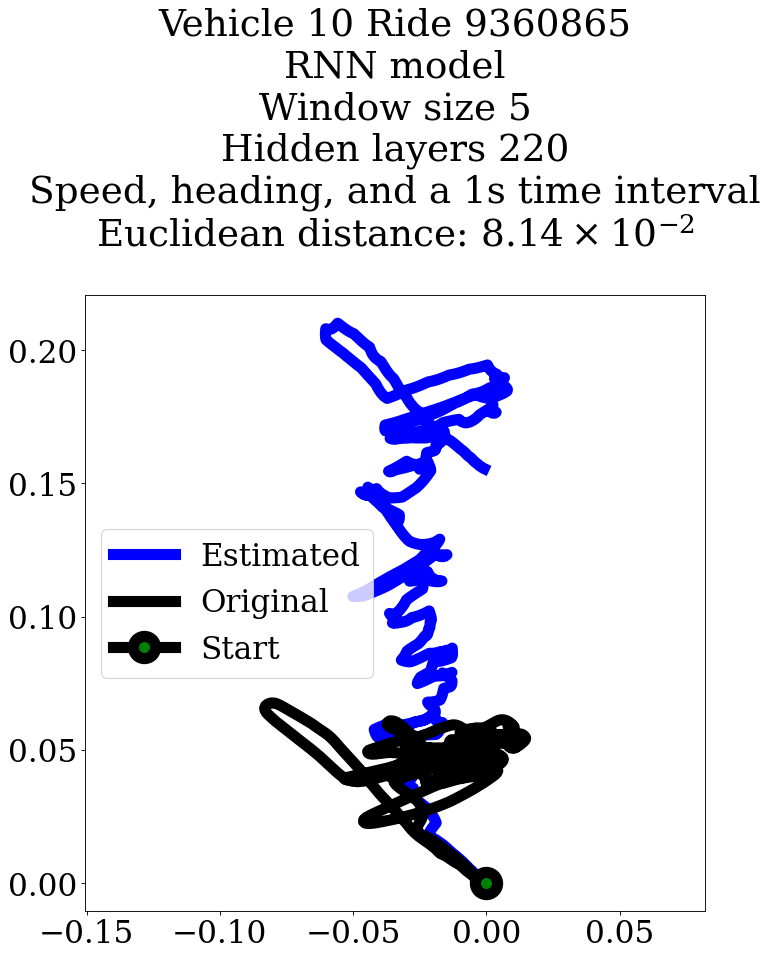 Vehicle 10 Ride 9360865
RNN model
Window size 5
Hidden layers 220
Speed, heading, and a 1s time interval
Euclidean distance: 8.14 × 10⁻²
0.20
0.15
0.10
0.05
0.00
Estimated
Original
Start
−0.15 −0.10 −0.05 0.00 0.05